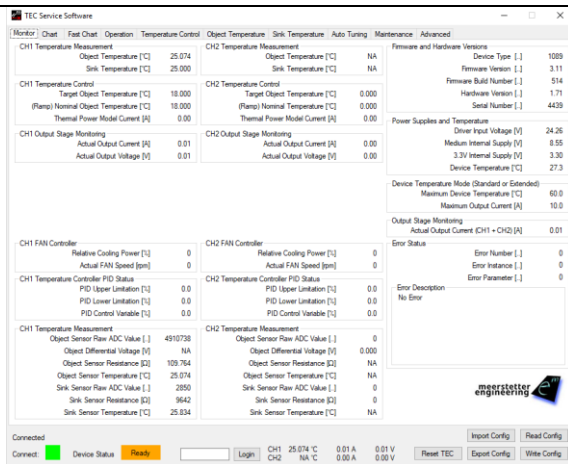 TEC Service Software
Monitor Chart Fast Chart Operation Temperature Control Object Temperature Sink Temperature Auto Tuning Maintenance Advanced
CH1 Temperature Measurement
Object Temperature [°C] 25.074
Sink Temperature [°C] 25.000
CH1 Temperature Control
Target Object Temperature [°C] 18.000
(Ramp) Nominal Object Temperature [°C] 18.000
Thermal Power Model Current [A] 0.00
CH1 Output Stage Monitoring
Actual Output Current [A] 0.01
Actual Output Voltage [V] 0.01
CH1 FAN Controller
Relative Cooling Power [%] 0
Actual FAN Speed [rpm] 0
CH1 Temperature Controller PID Status
PID Upper Limitation [%] 0.0
PID Lower Limitation [%] 0.0
PID Control Variable [%] 0.0
CH1 Temperature Measurement
Object Sensor Raw ADC Value [..] 4910738
Object Differential Voltage [V] NA
Object Sensor Resistance [Ω] 109.764
Object Sensor Temperature [°C] 25.074
Sink Sensor Raw ADC Value [..] 2850
Sink Sensor Resistance [Ω] 9642
Sink Sensor Temperature [°C] 25.834
CH2 Temperature Measurement
Object Temperature [°C] NA
Sink Temperature [°C] NA
CH2 Temperature Control
Target Object Temperature [°C] 0.000
(Ramp) Nominal Object Temperature [°C] 0.000
Thermal Power Model Current [A] 0.00
CH2 Output Stage Monitoring
Actual Output Current [A] 0.00
Actual Output Voltage [V] 0.00
CH2 FAN Controller
Relative Cooling Power [%] 0
Actual FAN Speed [rpm] 0
CH2 Temperature Controller PID Status
PID Upper Limitation [%] 0.0
PID Lower Limitation [%] 0.0
PID Control Variable [%] 0.0
CH2 Temperature Measurement
Object Sensor Raw ADC Value [..] 0
Object Differential Voltage [V] 0.000
Object Sensor Resistance [Ω] NA
Object Sensor Temperature [°C] NA
Sink Sensor Raw ADC Value [..] 0
Sink Sensor Resistance [Ω] 0
Sink Sensor Temperature [°C] NA
Firmware and Hardware Versions
Device Type [..] 1089
Firmware Version [..] 3.11
Firmware Build Number [..] 514
Hardware Version [..] 1.71
Serial Number [..] 4439
Power Supplies and Temperature
Driver Input Voltage [V] 24.26
Medium Internal Supply [V] 8.55
3.3V Internal Supply [V] 3.30
Device Temperature [°C] 27.3
Device Temperature Mode (Standard or Extended)
Maximum Device Temperature [°C] 60.0
Maximum Output Current [A] 10.0
Output Stage Monitoring
Actual Output Current (CH1 + CH2) [A] 0.01
Error Status
Error Number [..] 0
Error Instance [..] 0
Error Parameter [..] 0
Error Description
No Error
meerstetter
engineering
Connected
Import Config Read Config
Connect: Device Status Ready Login CH1 25.074 °C 0.01 A 0.01 V Reset TEC Export Config Write Config
CH2 NA °C 0.00 A 0.00 V